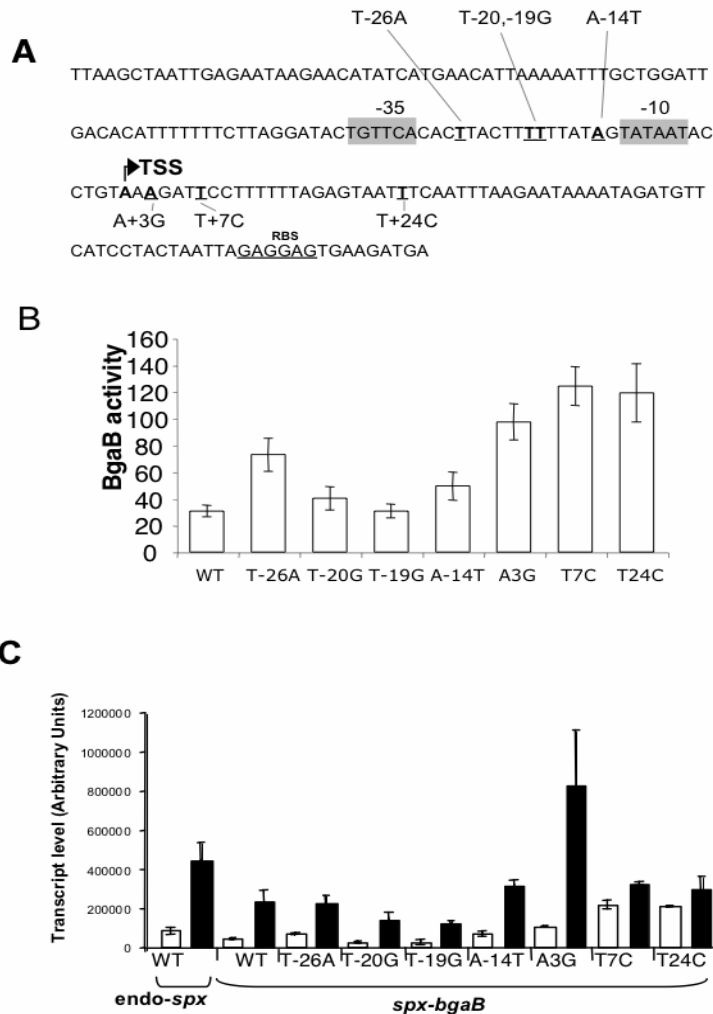 T-26A T-20,-19G A-14T
A
TTAAGCTAATTGAGAATAAGAACATATCATGAACATTAAAAATTTGCTGGATT
-35 -10
GACACATTTTTTTCTTAGGATACTGTTCACACTTACTTTTTTATAGTATAATAC
TSS
CTGTAAAGATTCCTTTTTTAGAGTAATTTCAATTTAAGAATAAAATAGATGTT
A+3G T+7C T+24C
RBS
CATCCTACTAATTAGAGGAGTGAAGATGA
B
BgaB activity
160
140
120
100
80
60
40
20
0
WT T-26A T-20G T-19G A-14T A3G T7C T24C
C
Transcript level (Arbitrary Units)
1200000
1000000
800000
600000
400000
200000
0
WT WT T-26A T-20G T-19G A-14T A3G T7C T24C
endo-spx spx-bgaB